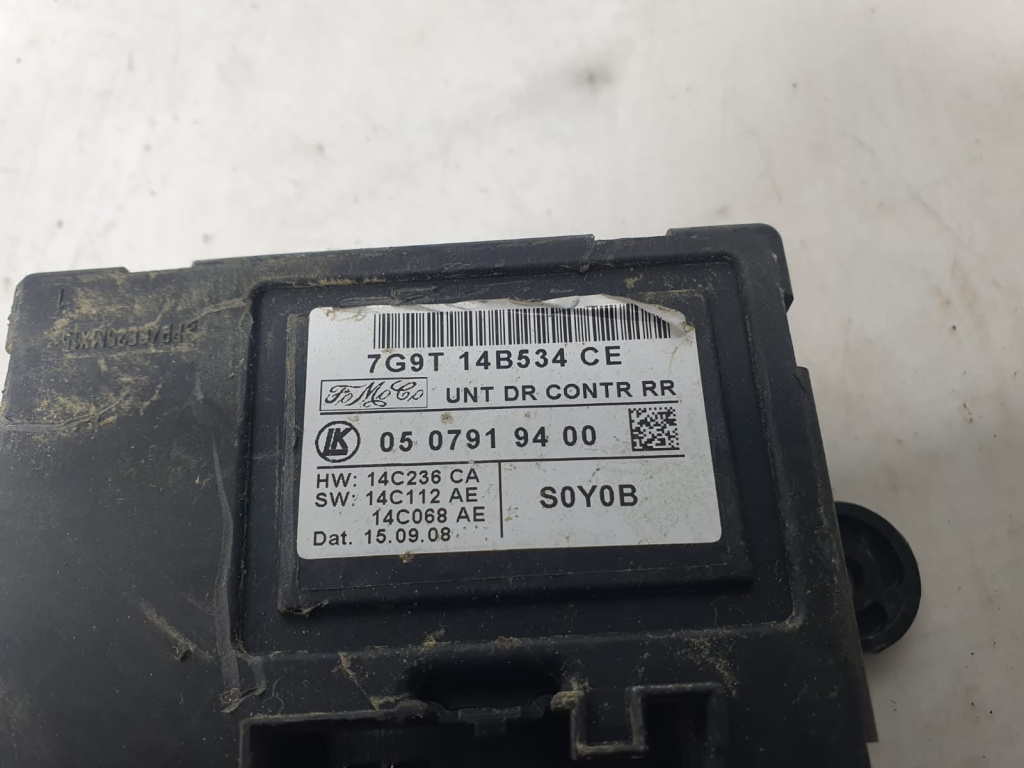 7G9T 14B534 CE
FoMoCo UNT DR CONTR RR
LK 05 0791 94 00
HW: 14C236 CA
SW: 14C112 AE
14C068 AE
S0Y0B
Dat. 15.09.08